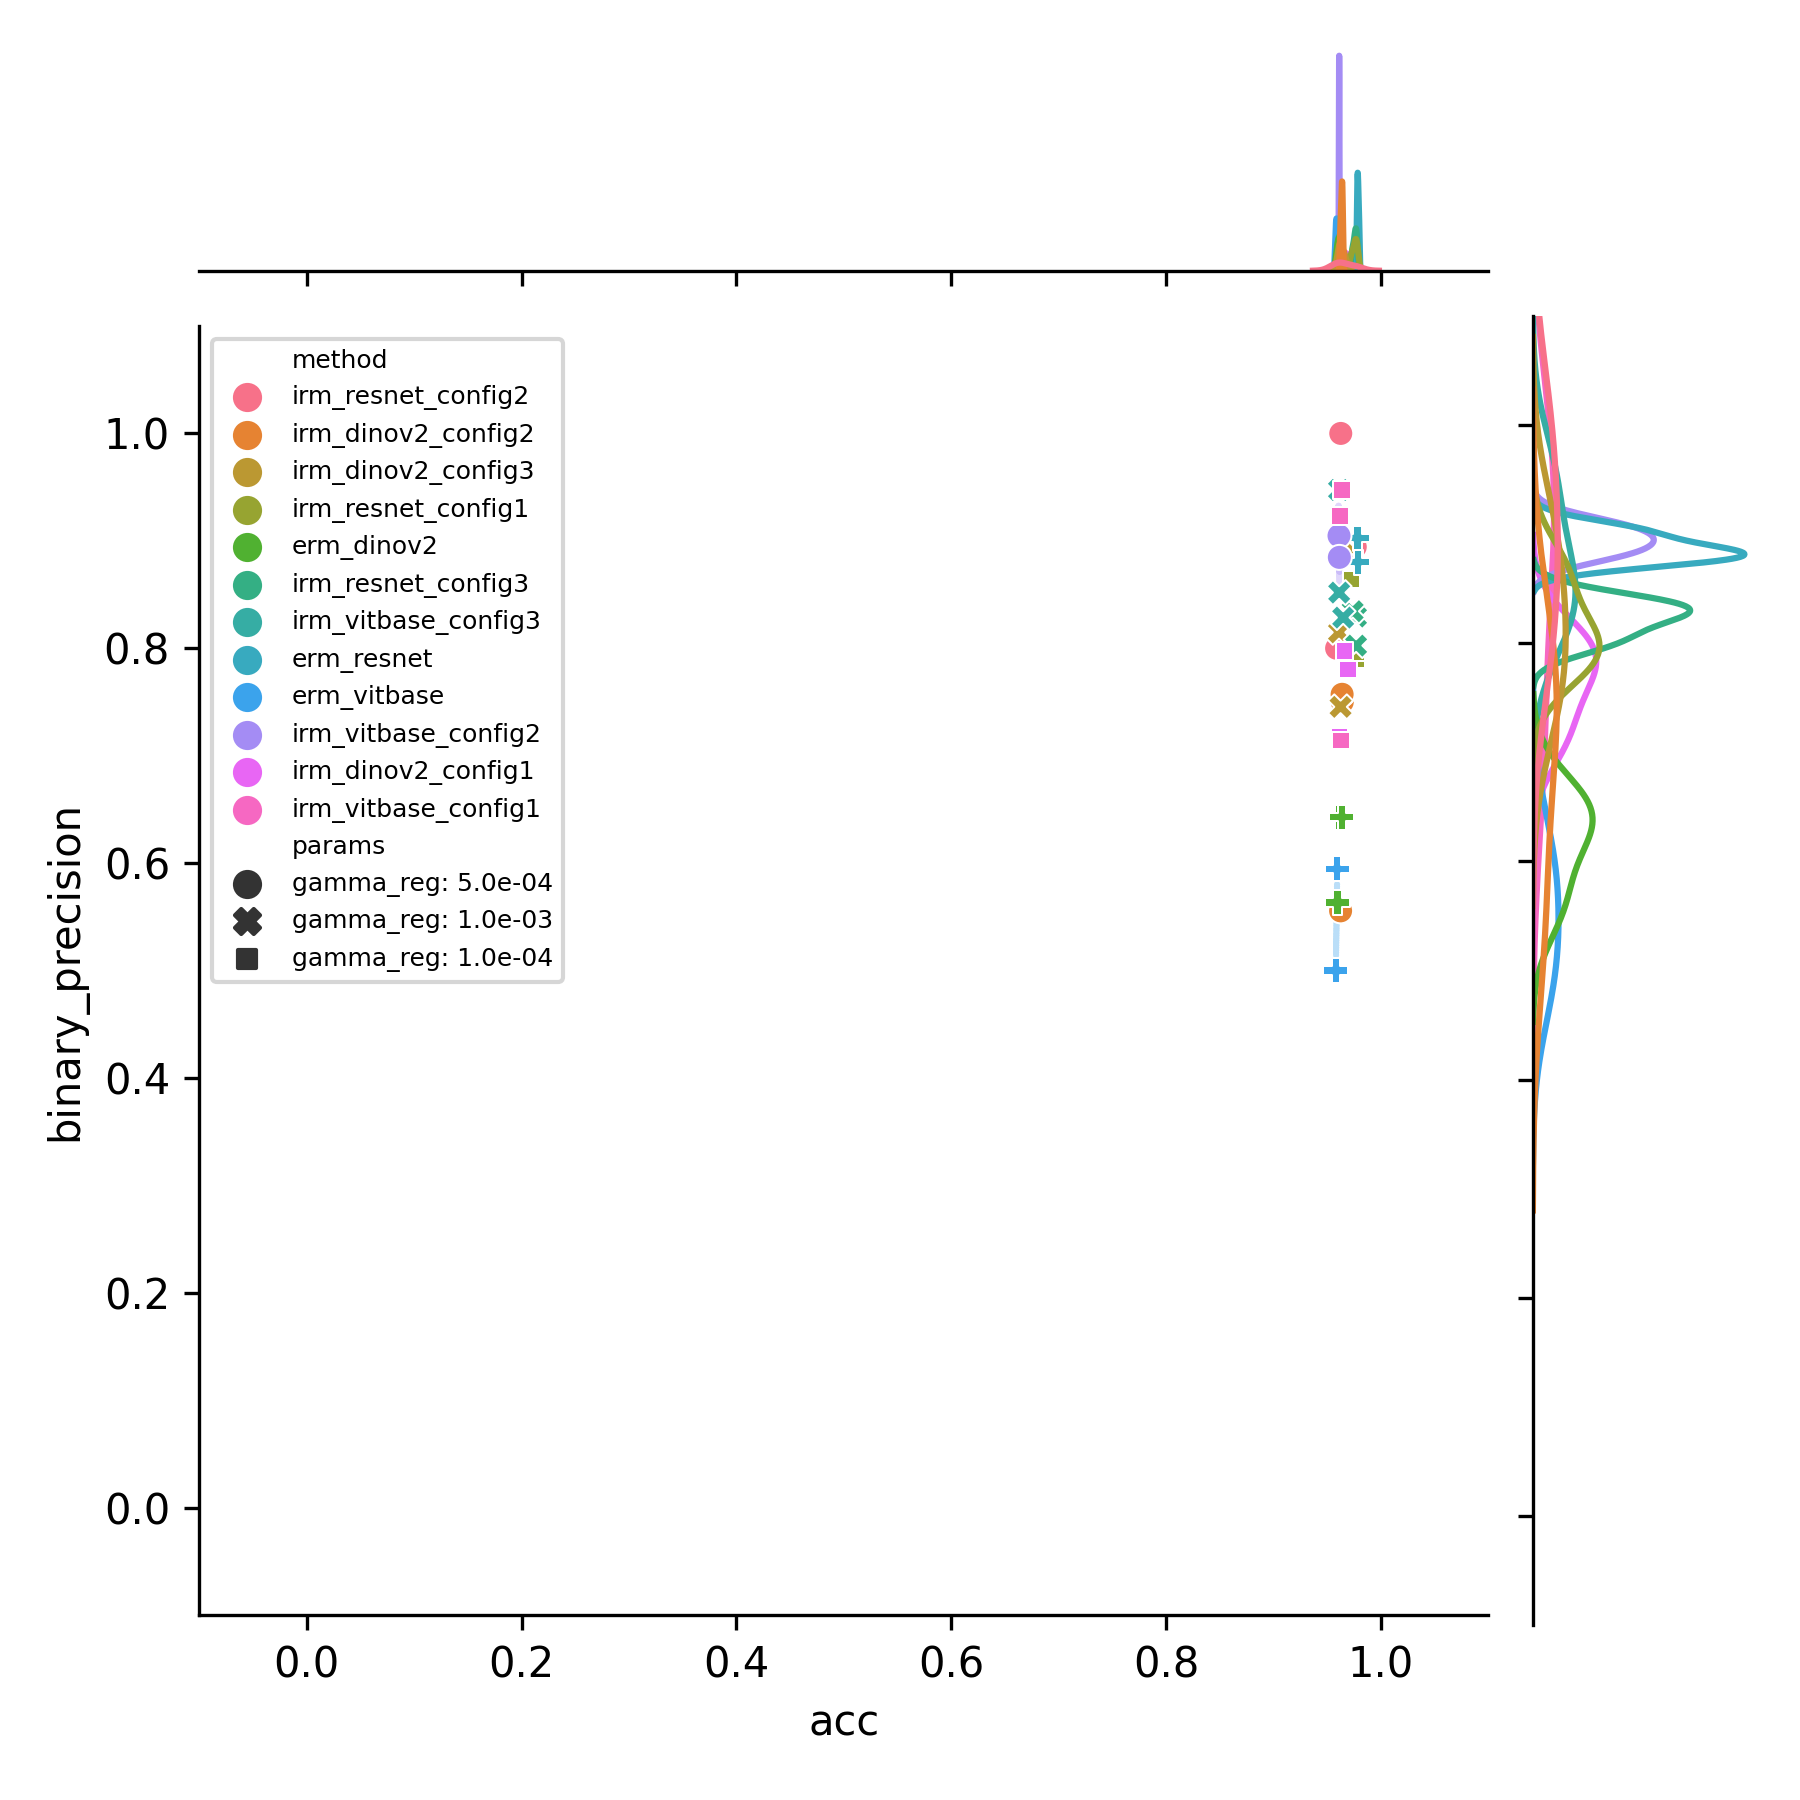 method
irm_resnet_config2
irm_dinov2_config2
irm_dinov2_config3
irm_resnet_config1
erm_dinov2
irm_resnet_config3
irm_vitbase_config3
erm_resnet
erm_vitbase
irm_vitbase_config2
irm_dinov2_config1
irm_vitbase_config1
params
gamma_reg: 5.0e-04
gamma_reg: 1.0e-03
gamma_reg: 1.0e-04
binary_precision
1.0
0.8
0.6
0.4
0.2
0.0
0.0 0.2 0.4 0.6 0.8 1.0
acc